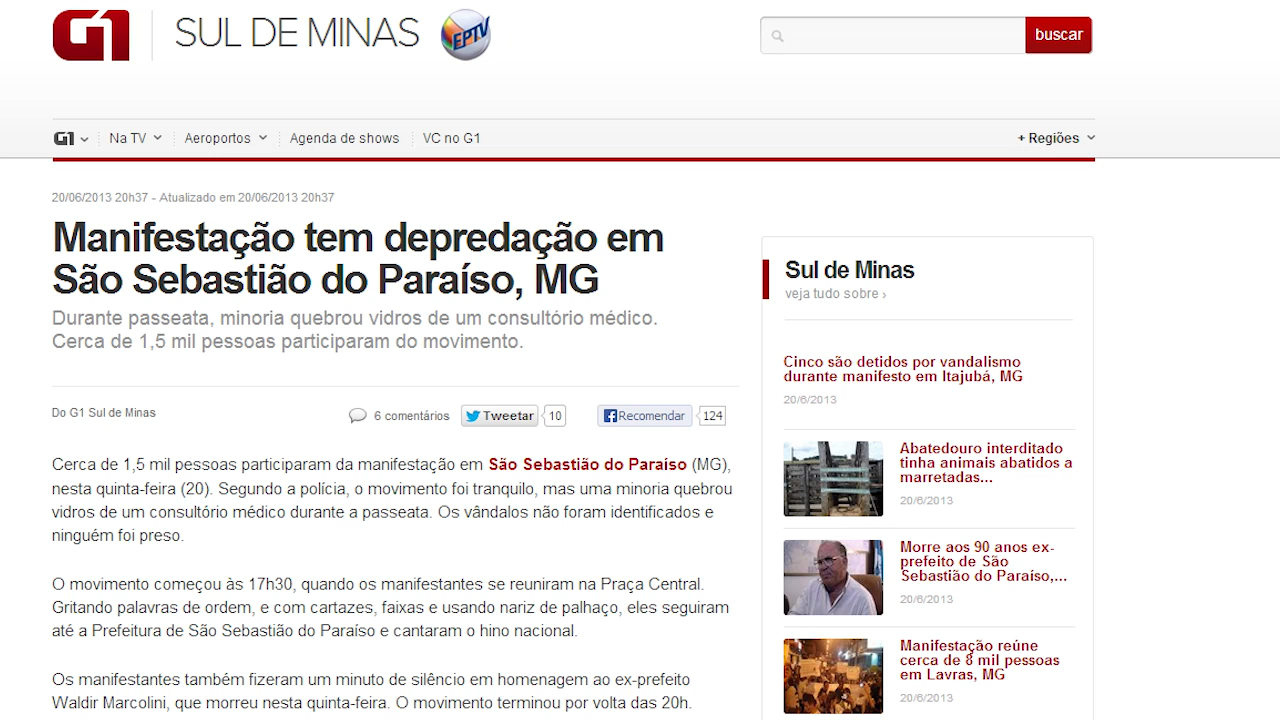 G1
SUL DE MINAS
EPTV
buscar
G1
Na TV
Aeroportos
Agenda de shows
VC no G1
+ Regiões
20/06/2013 20h37 - Atualizado em 20/06/2013 20h37
Manifestação tem depredação em
São Sebastião do Paraíso, MG
Durante passeata, minoria quebrou vidros de um consultório médico.
Cerca de 1,5 mil pessoas participaram do movimento.
Do G1 Sul de Minas
6 comentários
Tweetar
10
Recomendar
124
Cerca de 1,5 mil pessoas participaram da manifestação em São Sebastião do Paraíso (MG),
nesta quinta-feira (20). Segundo a polícia, o movimento foi tranquilo, mas uma minoria quebrou
vidros de um consultório médico durante a passeata. Os vândalos não foram identificados e
ninguém foi preso.
O movimento começou às 17h30, quando os manifestantes se reuniram na Praça Central.
Gritando palavras de ordem, e com cartazes, faixas e usando nariz de palhaço, eles seguiram
até a Prefeitura de São Sebastião do Paraíso e cantaram o hino nacional.
Os manifestantes também fizeram um minuto de silêncio em homenagem ao ex-prefeito
Waldir Marcolini, que morreu nesta quinta-feira. O movimento terminou por volta das 20h.
Sul de Minas
veja tudo sobre ›
Cinco são detidos por vandalismo
durante manifesto em Itajubá, MG
20/6/2013
Abatedouro interditado
tinha animais abatidos a
marretadas...
20/6/2013
Morre aos 90 anos ex-
prefeito de São
Sebastião do Paraíso,...
20/6/2013
Manifestação reúne
cerca de 8 mil pessoas
em Lavras, MG
20/6/2013